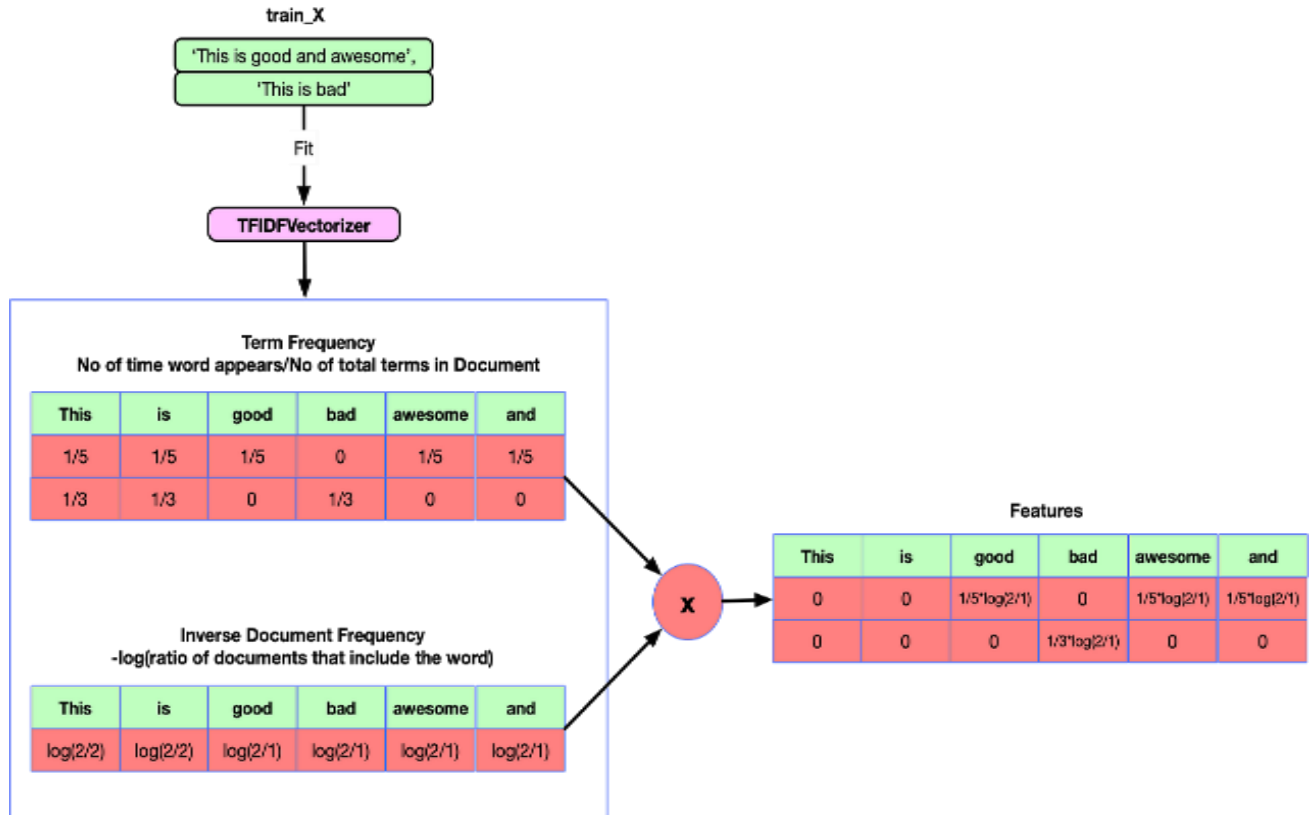 train_X
‘This is good and awesome’,
‘This is bad’
Fit
TFIDFVectorizer
Term Frequency
No of time word appears/No of total terms in Document
This is good bad awesome and
1/5 1/5 1/5 0 1/5 1/5
1/3 1/3 0 1/3 0 0
Inverse Document Frequency
-log(ratio of documents that include the word)
This is good bad awesome and
log(2/2) log(2/2) log(2/1) log(2/1) log(2/1) log(2/1)
x
Features
This is good bad awesome and
0 0 1/5*log(2/1) 0 1/5*log(2/1) 1/5*log(2/1)
0 0 0 1/3*log(2/1) 0 0